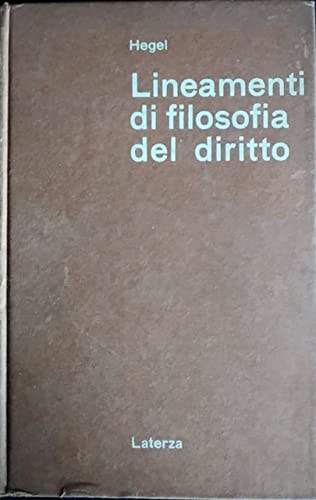 Hegel
Lineamenti
di filosofia
del diritto
Laterza